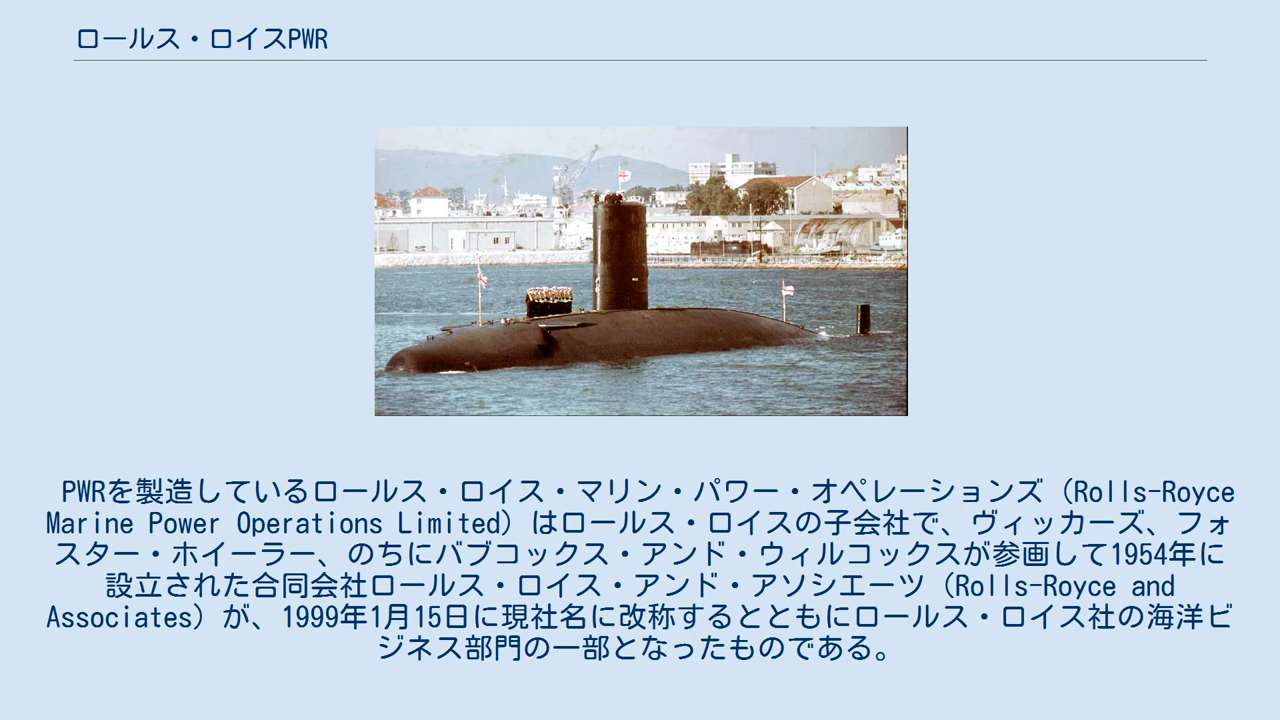 ロールス・ロイスPWR
PWRを製造しているロールス・ロイス・マリン・パワー・オペレーションズ（Rolls-Royce
Marine Power Operations Limited）はロールス・ロイスの子会社で、ヴィッカーズ、フォ
スター・ホイーラー、のちにバブコックス・アンド・ウィルコックスが参画して1954年に
設立された合同会社ロールス・ロイス・アンド・アソシエーツ（Rolls-Royce and
Associates）が、1999年1月15日に現社名に改称するとともにロールス・ロイス社の海洋ビ
ジネス部門の一部となったものである。